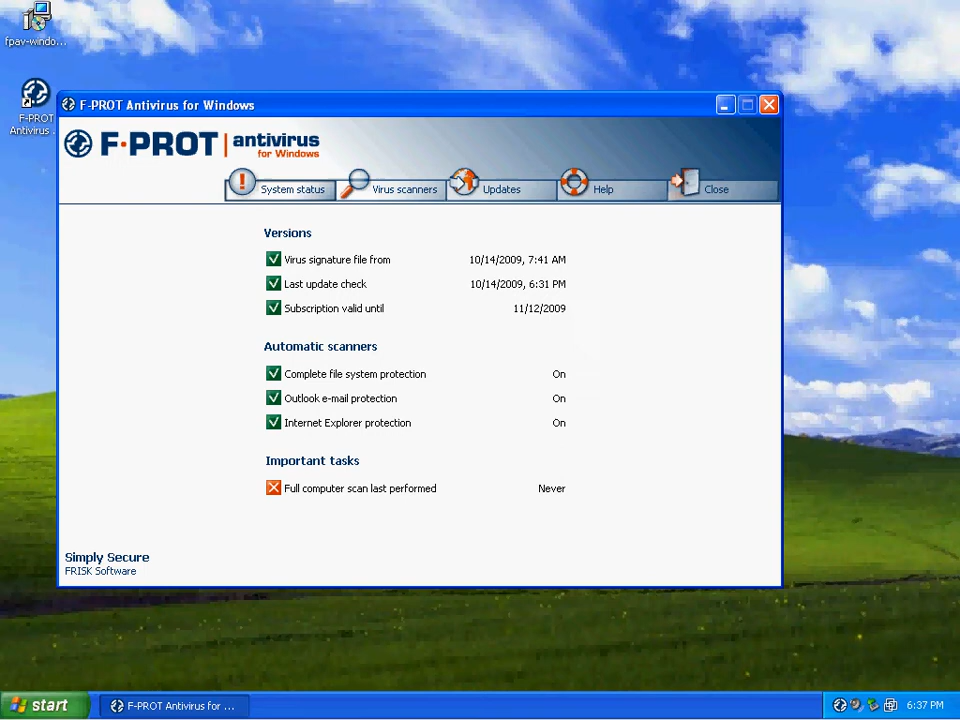 fpav-windo...
F-PROT
Antivirus ...
F-PROT Antivirus for Windows
F-PROT antivirus
for Windows
System status
Virus scanners
Updates
Help
Close
Versions
Virus signature file from 10/14/2009, 7:41 AM
Last update check 10/14/2009, 6:31 PM
Subscription valid until 11/12/2009
Automatic scanners
Complete file system protection On
Outlook e-mail protection On
Internet Explorer protection On
Important tasks
Full computer scan last performed Never
Simply Secure
FRISK Software
start
F-PROT Antivirus for ...
6:37 PM